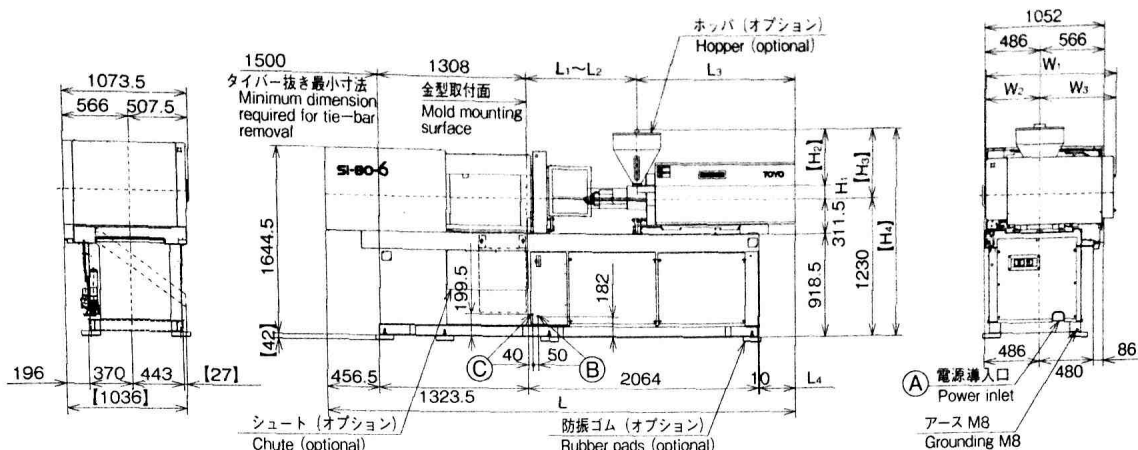 1073.5
566
507.5
1644.5
【42】
196
370
443
【27】
【1036】
1500
タイバー抜き最小寸法
Minimum dimension
required for tie-bar
removal
1308
金型取付面
Mold mounting
surface
L₁~L₂
L₃
ホッパ (オプション)
Hopper (optional)
SI-80-6
TOYO
【H₂】
【H₃】
H₁
【H₄】
311.5
918.5
1230
199.5
182
40
50
C
B
456.5
1323.5
2064
10
L₄
L
シュート (オプション)
Chute (optional)
防振ゴム (オプション)
Rubber pads (optional)
1052
486
566
W₁
W₂
W₃
486
480
86
A
電源導入口
Power inlet
アース M8
Grounding M8